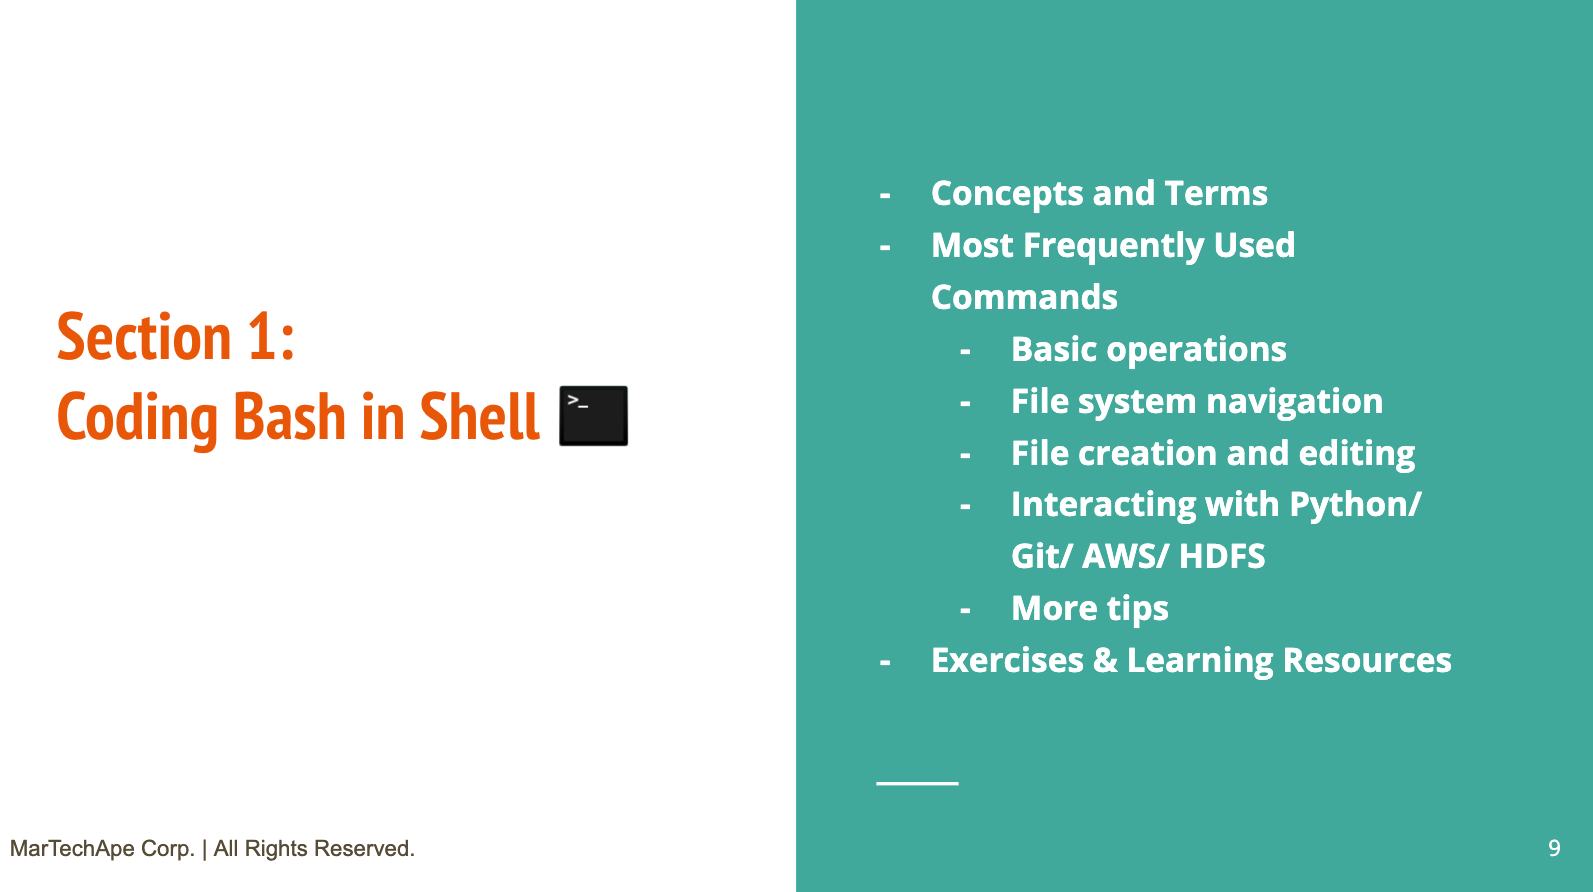 Section 1:
Coding Bash in Shell
>_
- Concepts and Terms
- Most Frequently Used
Commands
- Basic operations
- File system navigation
- File creation and editing
- Interacting with Python/
Git/ AWS/ HDFS
- More tips
- Exercises & Learning Resources
MarTechApe Corp. | All Rights Reserved.
9